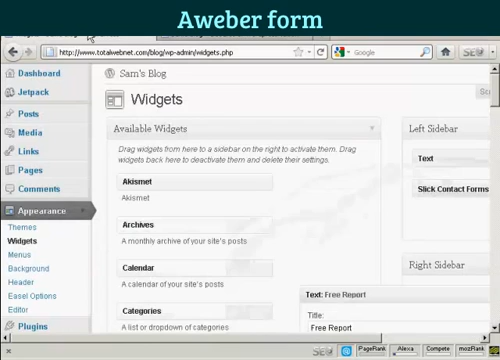 Aweber form
http://www.totalwebnet.com/blog/wp-admin/widgets.php
Google
SEO
Dashboard
Jetpack
Posts
Media
Links
Pages
Comments
Appearance
Themes
Widgets
Menus
Background
Header
Easel Options
Editor
Plugins
Sam's Blog
Scr
Widgets
Available Widgets
Drag widgets from here to a sidebar on the right to activate them. Drag
widgets back here to deactivate them and delete their settings.
Akismet
Akismet
Archives
A monthly archive of your site's posts
Calendar
A calendar of your site's posts
Categories
A list or dropdown of categories
Left Sidebar
Text
Slick Contact Forms
Right Sidebar
Text: Free Report
Title:
Free Report
SEO
PageRank
Alexa
Compete
mozRank